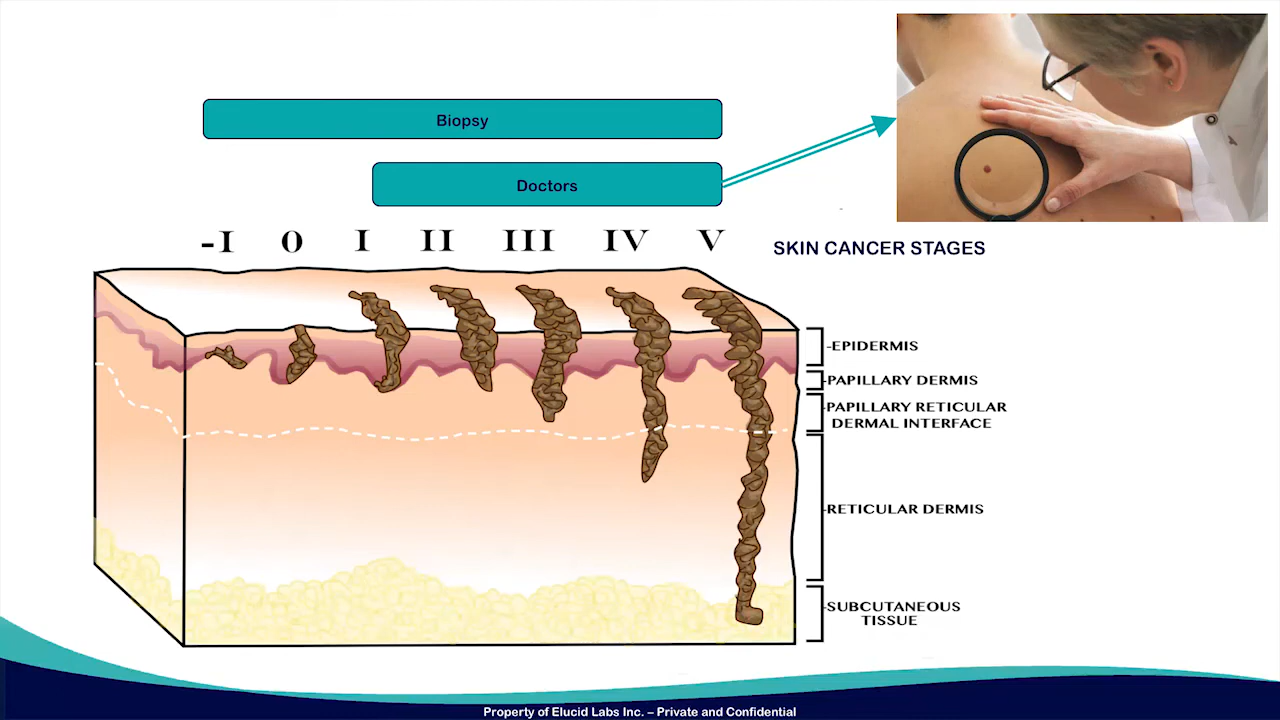 Biopsy
Doctors
-I 0 I II III IV V
SKIN CANCER STAGES
-EPIDERMIS
PAPILLARY DERMIS
PAPILLARY RETICULAR
DERMAL INTERFACE
RETICULAR DERMIS
SUBCUTANEOUS
TISSUE
Property of Elucid Labs Inc. – Private and Confidential